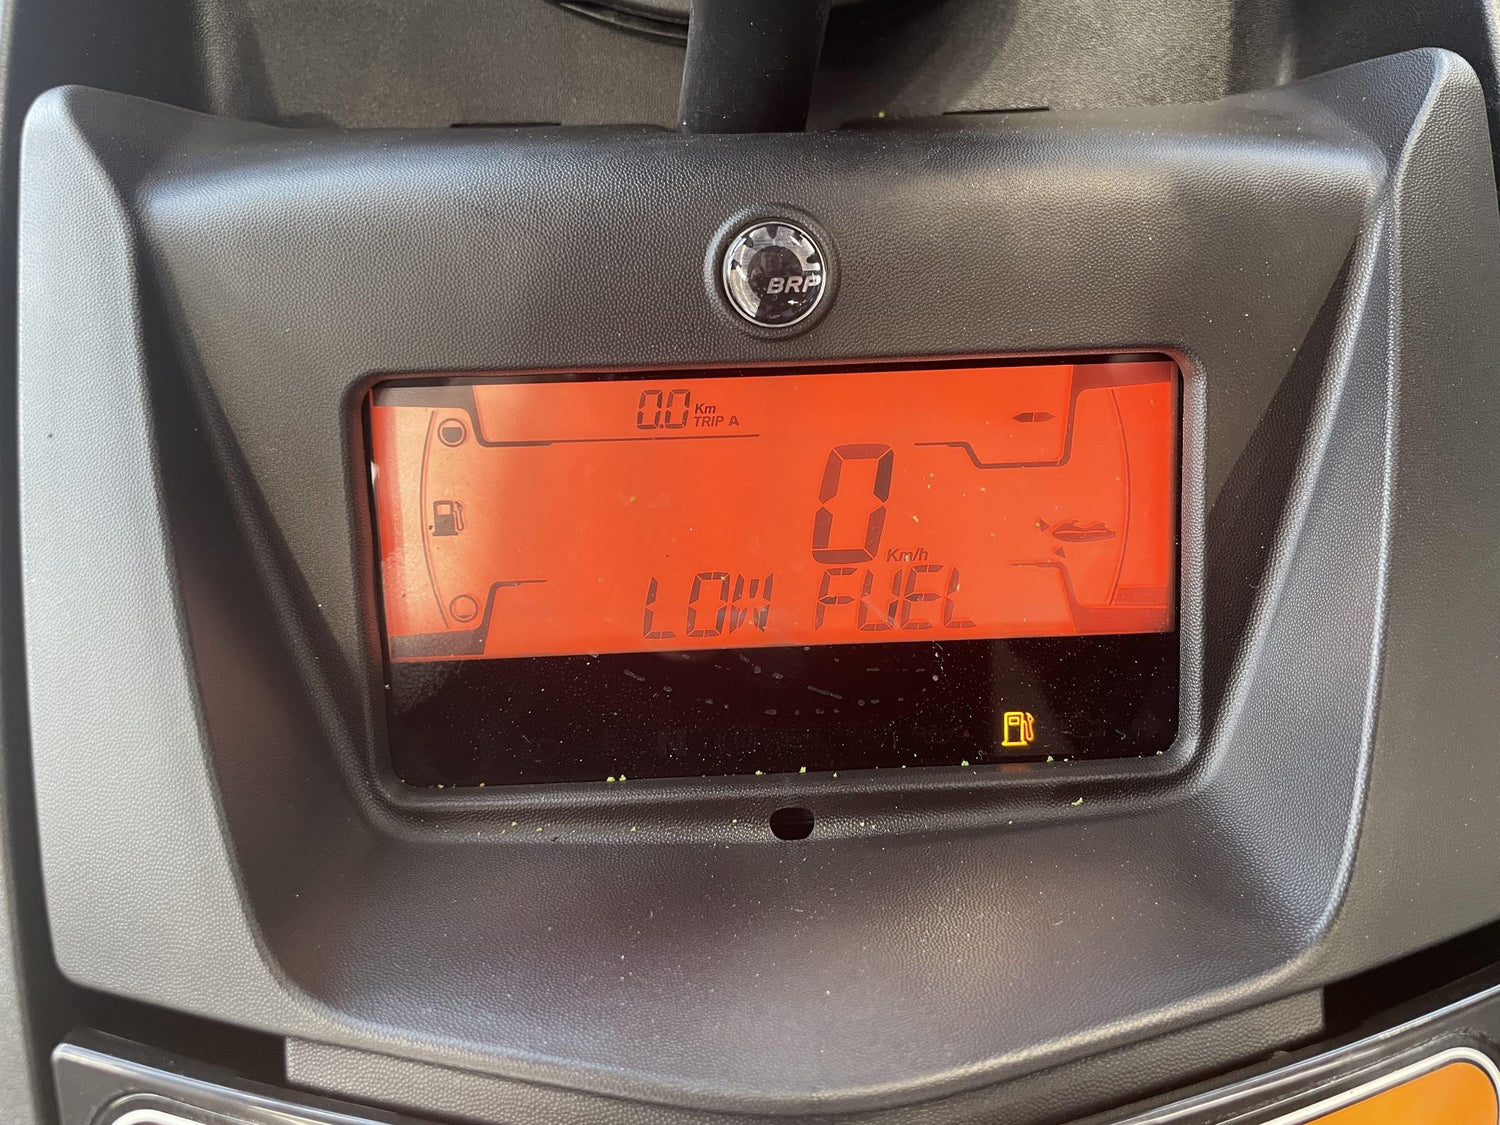 BRP
0.0 Km
TRIP A
0 Km/h
LOW FUEL